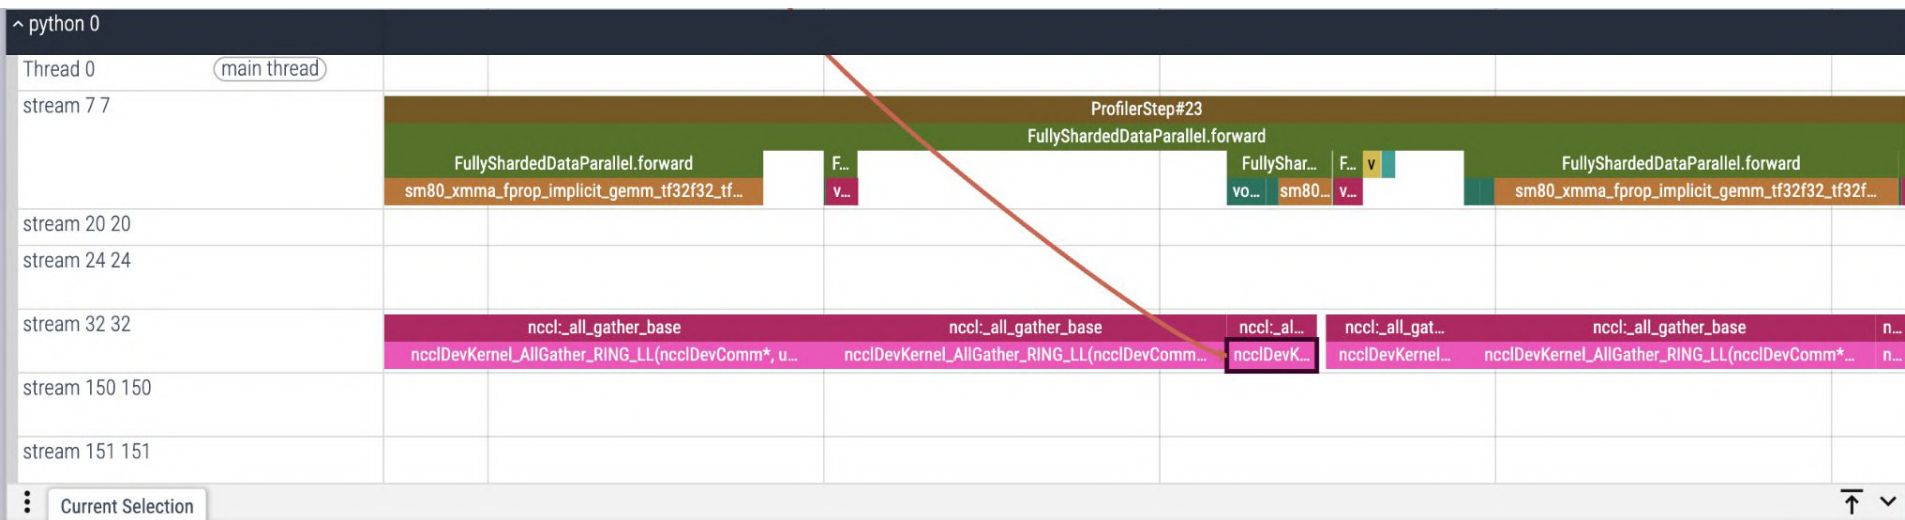 python 0
Thread 0 main thread
stream 7 7
ProfilerStep#23
FullyShardedDataParallel.forward
FullyShardedDataParallel.forward F... FullyShar... F... v FullyShardedDataParallel.forward
sm80_xmma_fprop_implicit_gemm_tf32f32_tf... v... vo... sm80... v... sm80_xmma_fprop_implicit_gemm_tf32f32_tf32f...
stream 20 20
stream 24 24
stream 32 32
nccl:_all_gather_base nccl:_all_gather_base nccl:_al... nccl:_all_gat... nccl:_all_gather_base n...
ncclDevKernel_AllGather_RING_LL(ncclDevComm*, u... ncclDevKernel_AllGather_RING_LL(ncclDevComm... ncclDevK... ncclDevKernel... ncclDevKernel_AllGather_RING_LL(ncclDevComm*... n...
stream 150 150
stream 151 151
Current Selection